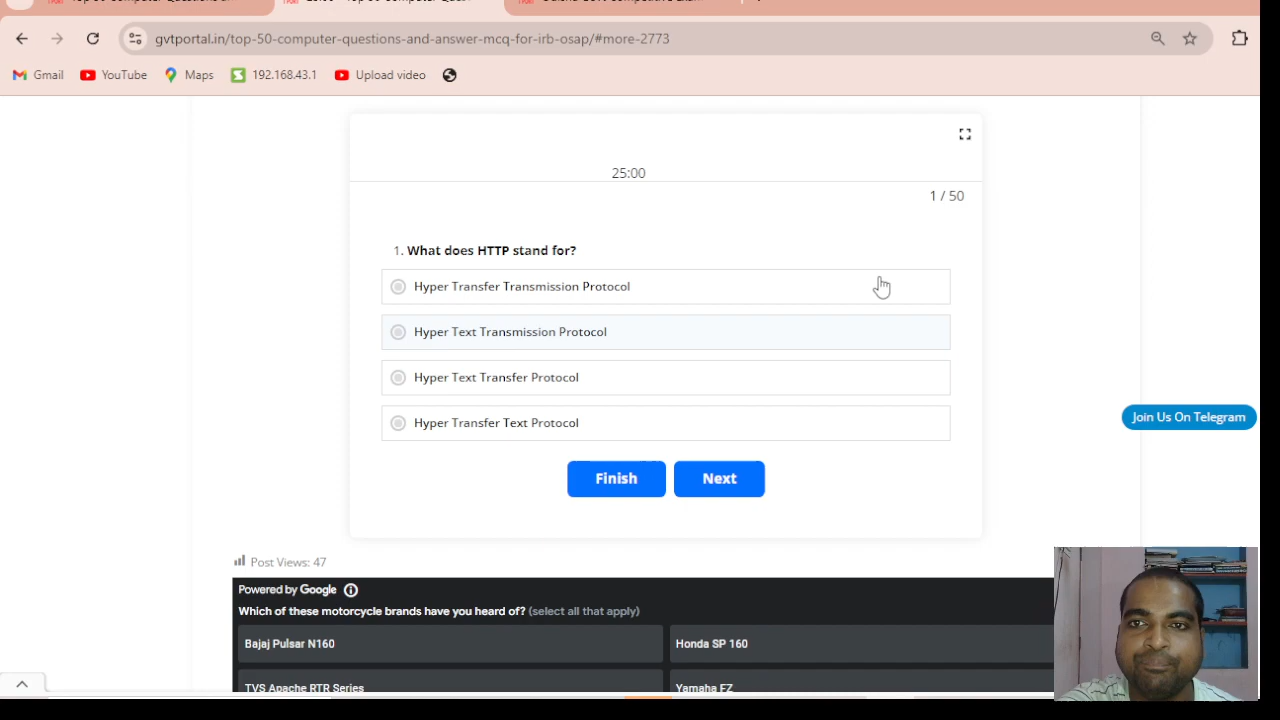 gvtportal.in/top-50-computer-questions-and-answer-mcq-for-irb-osap/#more-2773
Gmail YouTube Maps 192.168.43.1 Upload video
25:00
1 / 50
1. What does HTTP stand for?
Hyper Transfer Transmission Protocol
Hyper Text Transmission Protocol
Hyper Text Transfer Protocol
Hyper Transfer Text Protocol
Join Us On Telegram
Finish Next
Post Views: 47
Powered by Google
Which of these motorcycle brands have you heard of? (select all that apply)
Bajaj Pulsar N160 Honda SP 160
TVS Apache RTR Series Yamaha FZ